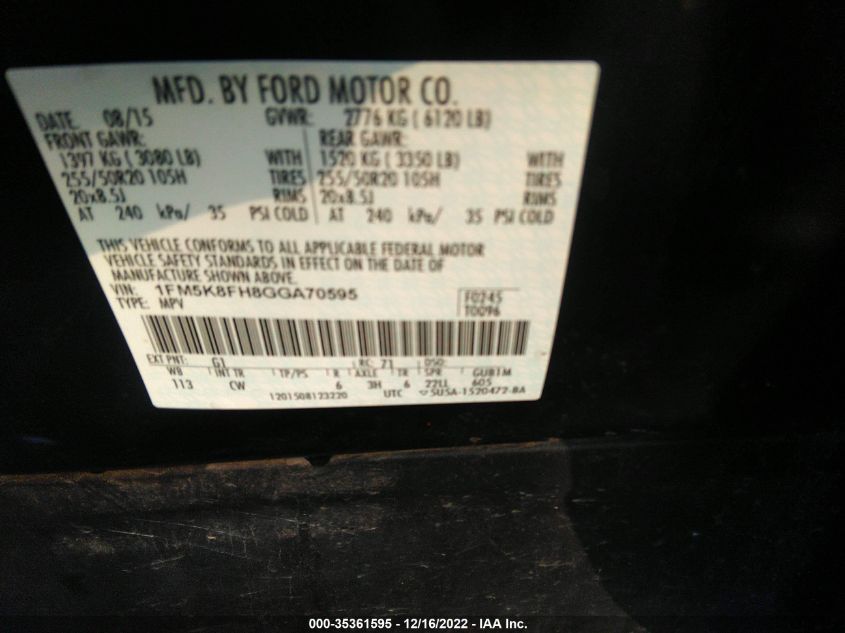 MFD. BY FORD MOTOR CO.
DATE: 08/15 GVWR: 2776 KG ( 6120 LB)
FRONT GAWR: REAR GAWR:
1397 KG ( 3080 LB) WITH 1520 KG ( 3350 LB) WITH
255/50R20 105H TIRES 255/50R20 105H TIRES
20x8.5J RIMS 20x8.5J RIMS
AT 240 kPa/ 35 PSI COLD AT 240 kPa/ 35 PSI COLD
THIS VEHICLE CONFORMS TO ALL APPLICABLE FEDERAL MOTOR
VEHICLE SAFETY STANDARDS IN EFFECT ON THE DATE OF
MANUFACTURE SHOWN ABOVE.
VIN: 1FM5K8FH8GGA70595 F0245
TYPE: MPV T0096
EXT PNT: G1 RC: 71 DSO:
WB INT TR TP/PS R AXLE TR SPR GUB1M
113 CW 6 3H 6 22LL 605
1201508123220 UTC 5U5A-1520472-BA
000-35361595 - 12/16/2022 - IAA Inc.